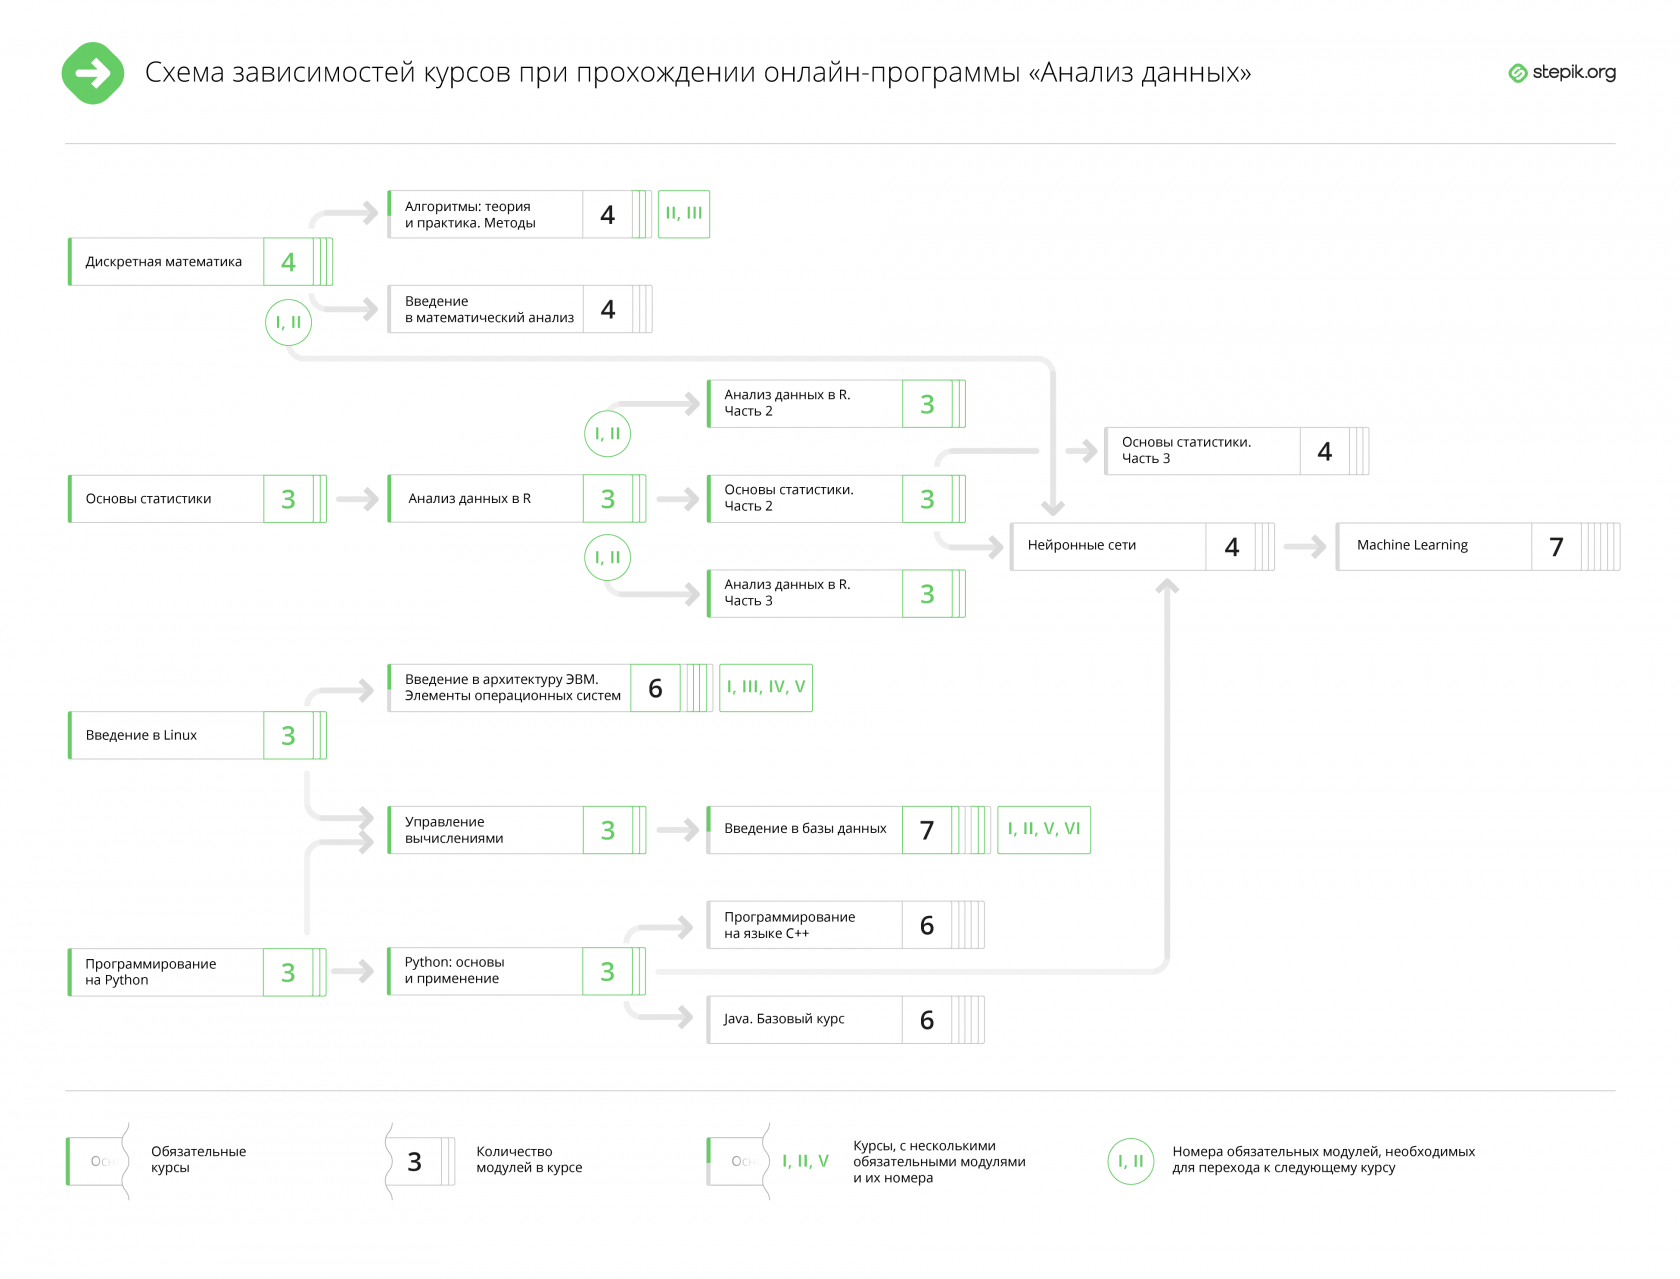 Схема зависимостей курсов при прохождении онлайн-программы «Анализ данных»
stepik.org
Алгоритмы: теория
и практика. Методы
4
II, III
Дискретная математика
4
Введение
в математический анализ
4
I, II
Анализ данных в R.
Часть 2
3
I, II
Основы статистики.
Часть 3
4
Основы статистики
3
Анализ данных в R
3
Основы статистики.
Часть 2
3
Нейронные сети
4
Machine Learning
7
I, II
Анализ данных в R.
Часть 3
3
Введение в архитектуру ЭВМ.
Элементы операционных систем
6
I, III, IV, V
Введение в Linux
3
Управление
вычислениями
3
Введение в базы данных
7
I, II, V, VI
Программирование
на языке C++
6
Программирование
на Python
3
Python: основы
и применение
3
Java. Базовый курс
6
Осн
Обязательные
курсы
3
Количество
модулей в курсе
Осн
I, II, V
Курсы, с несколькими
обязательными модулями
и их номера
I, II
Номера обязательных модулей, необходимых
для перехода к следующему курсу